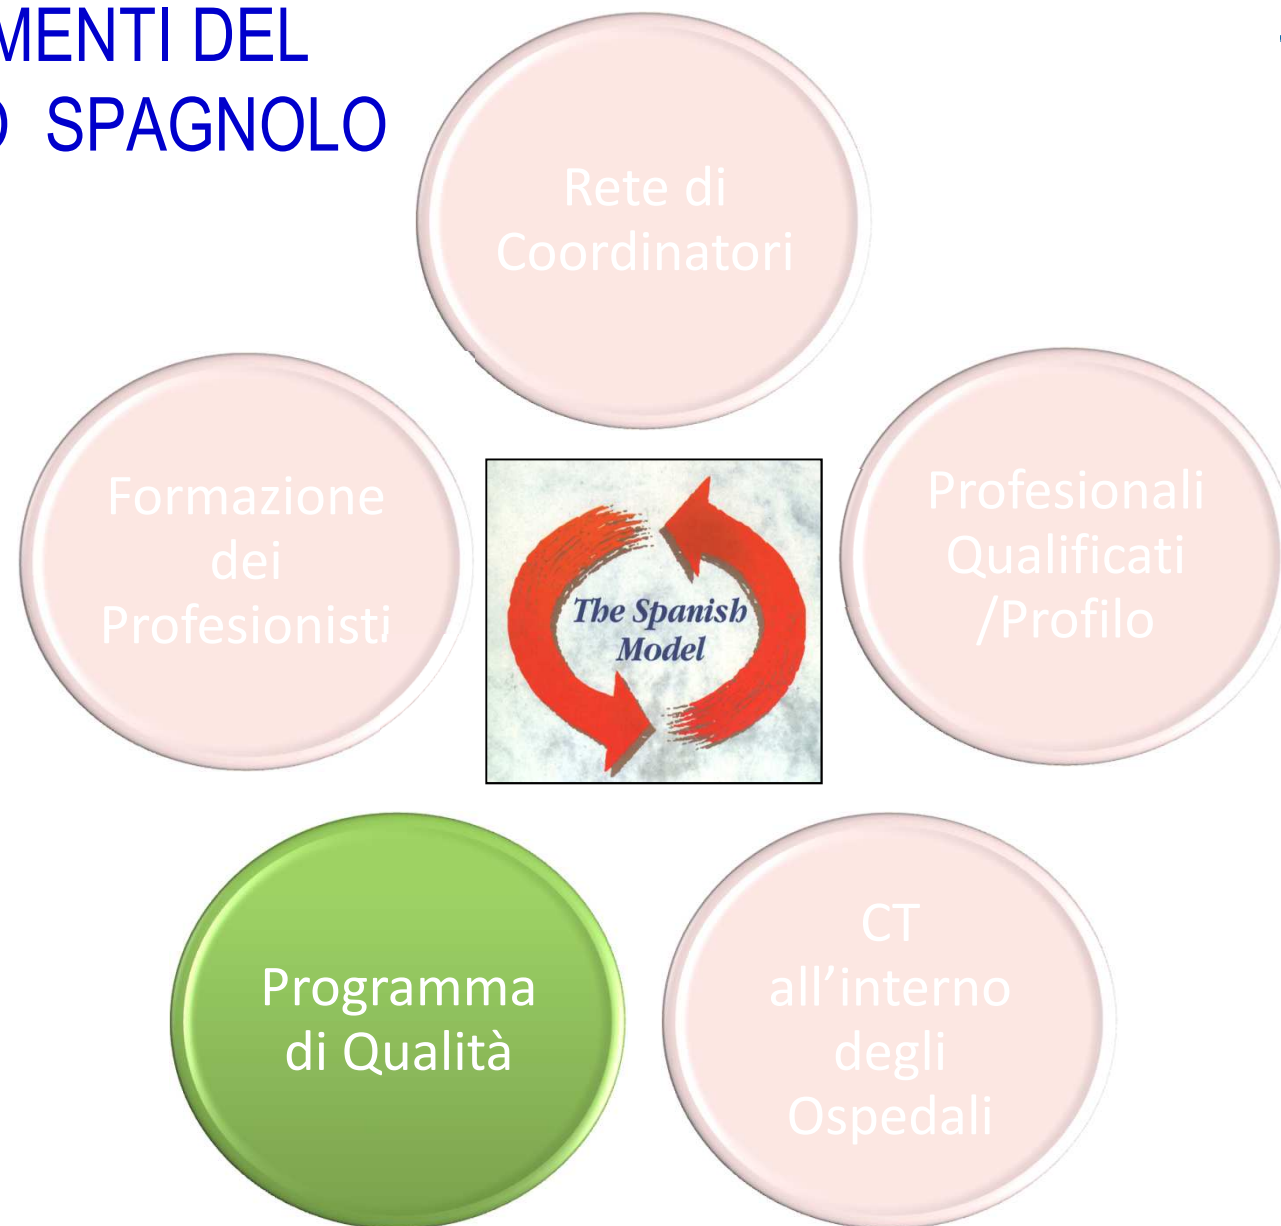 MENTI DEL
SPAGNOLO
Rete di
Coordinatori
Formazione
dei
Profesionisti
Profesionali
Qualificati
/Profilo
The Spanish
Model
Programma
di Qualità
CT
all’interno
degli
Ospedali